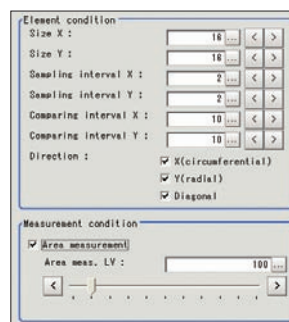 Element condition
Size X : 16 ... < >
Size Y : 16 ... < >
Sampling interval X : 2 ... < >
Sampling interval Y : 2 ... < >
Comparing interval X : 10 ... < >
Comparing interval Y : 10 ... < >
Direction :
X(circumferential)
Y(radial)
Diagonal
Measurement condition
Area measurement
Area meas. LV : 100 ...
< >